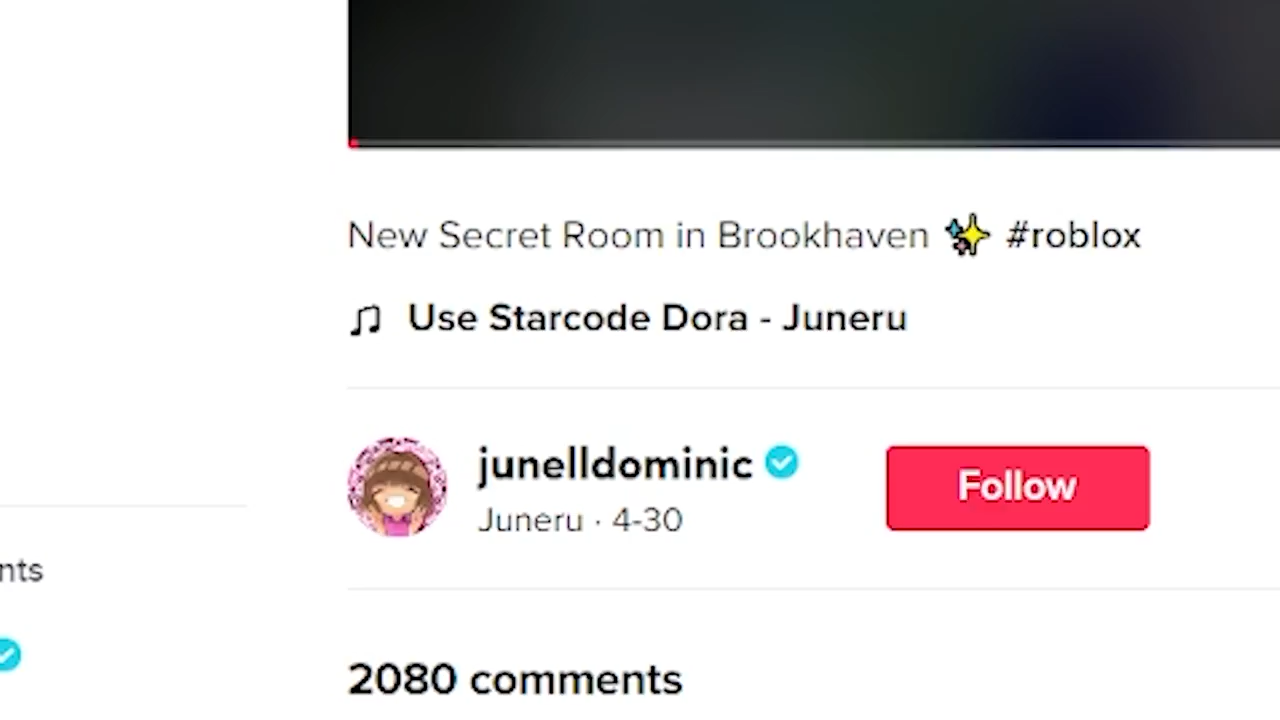 New Secret Room in Brookhaven ✨ #roblox
Use Starcode Dora - Juneru
junelldominic
Juneru · 4-30
Follow
nts
2080 comments